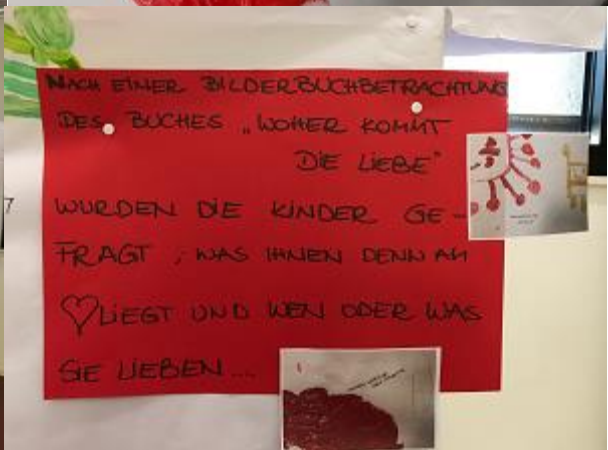 NACH EINER BILDERBUCHBETRACHTUNG
DES BUCHES „WOHER KOMMT
DIE LIEBE“
WURDEN DIE KINDER GE-
FRAGT, WAS IHNEN DENN AM
♡ LIEGT UND WEN ODER WAS
SIE LIEBEN...